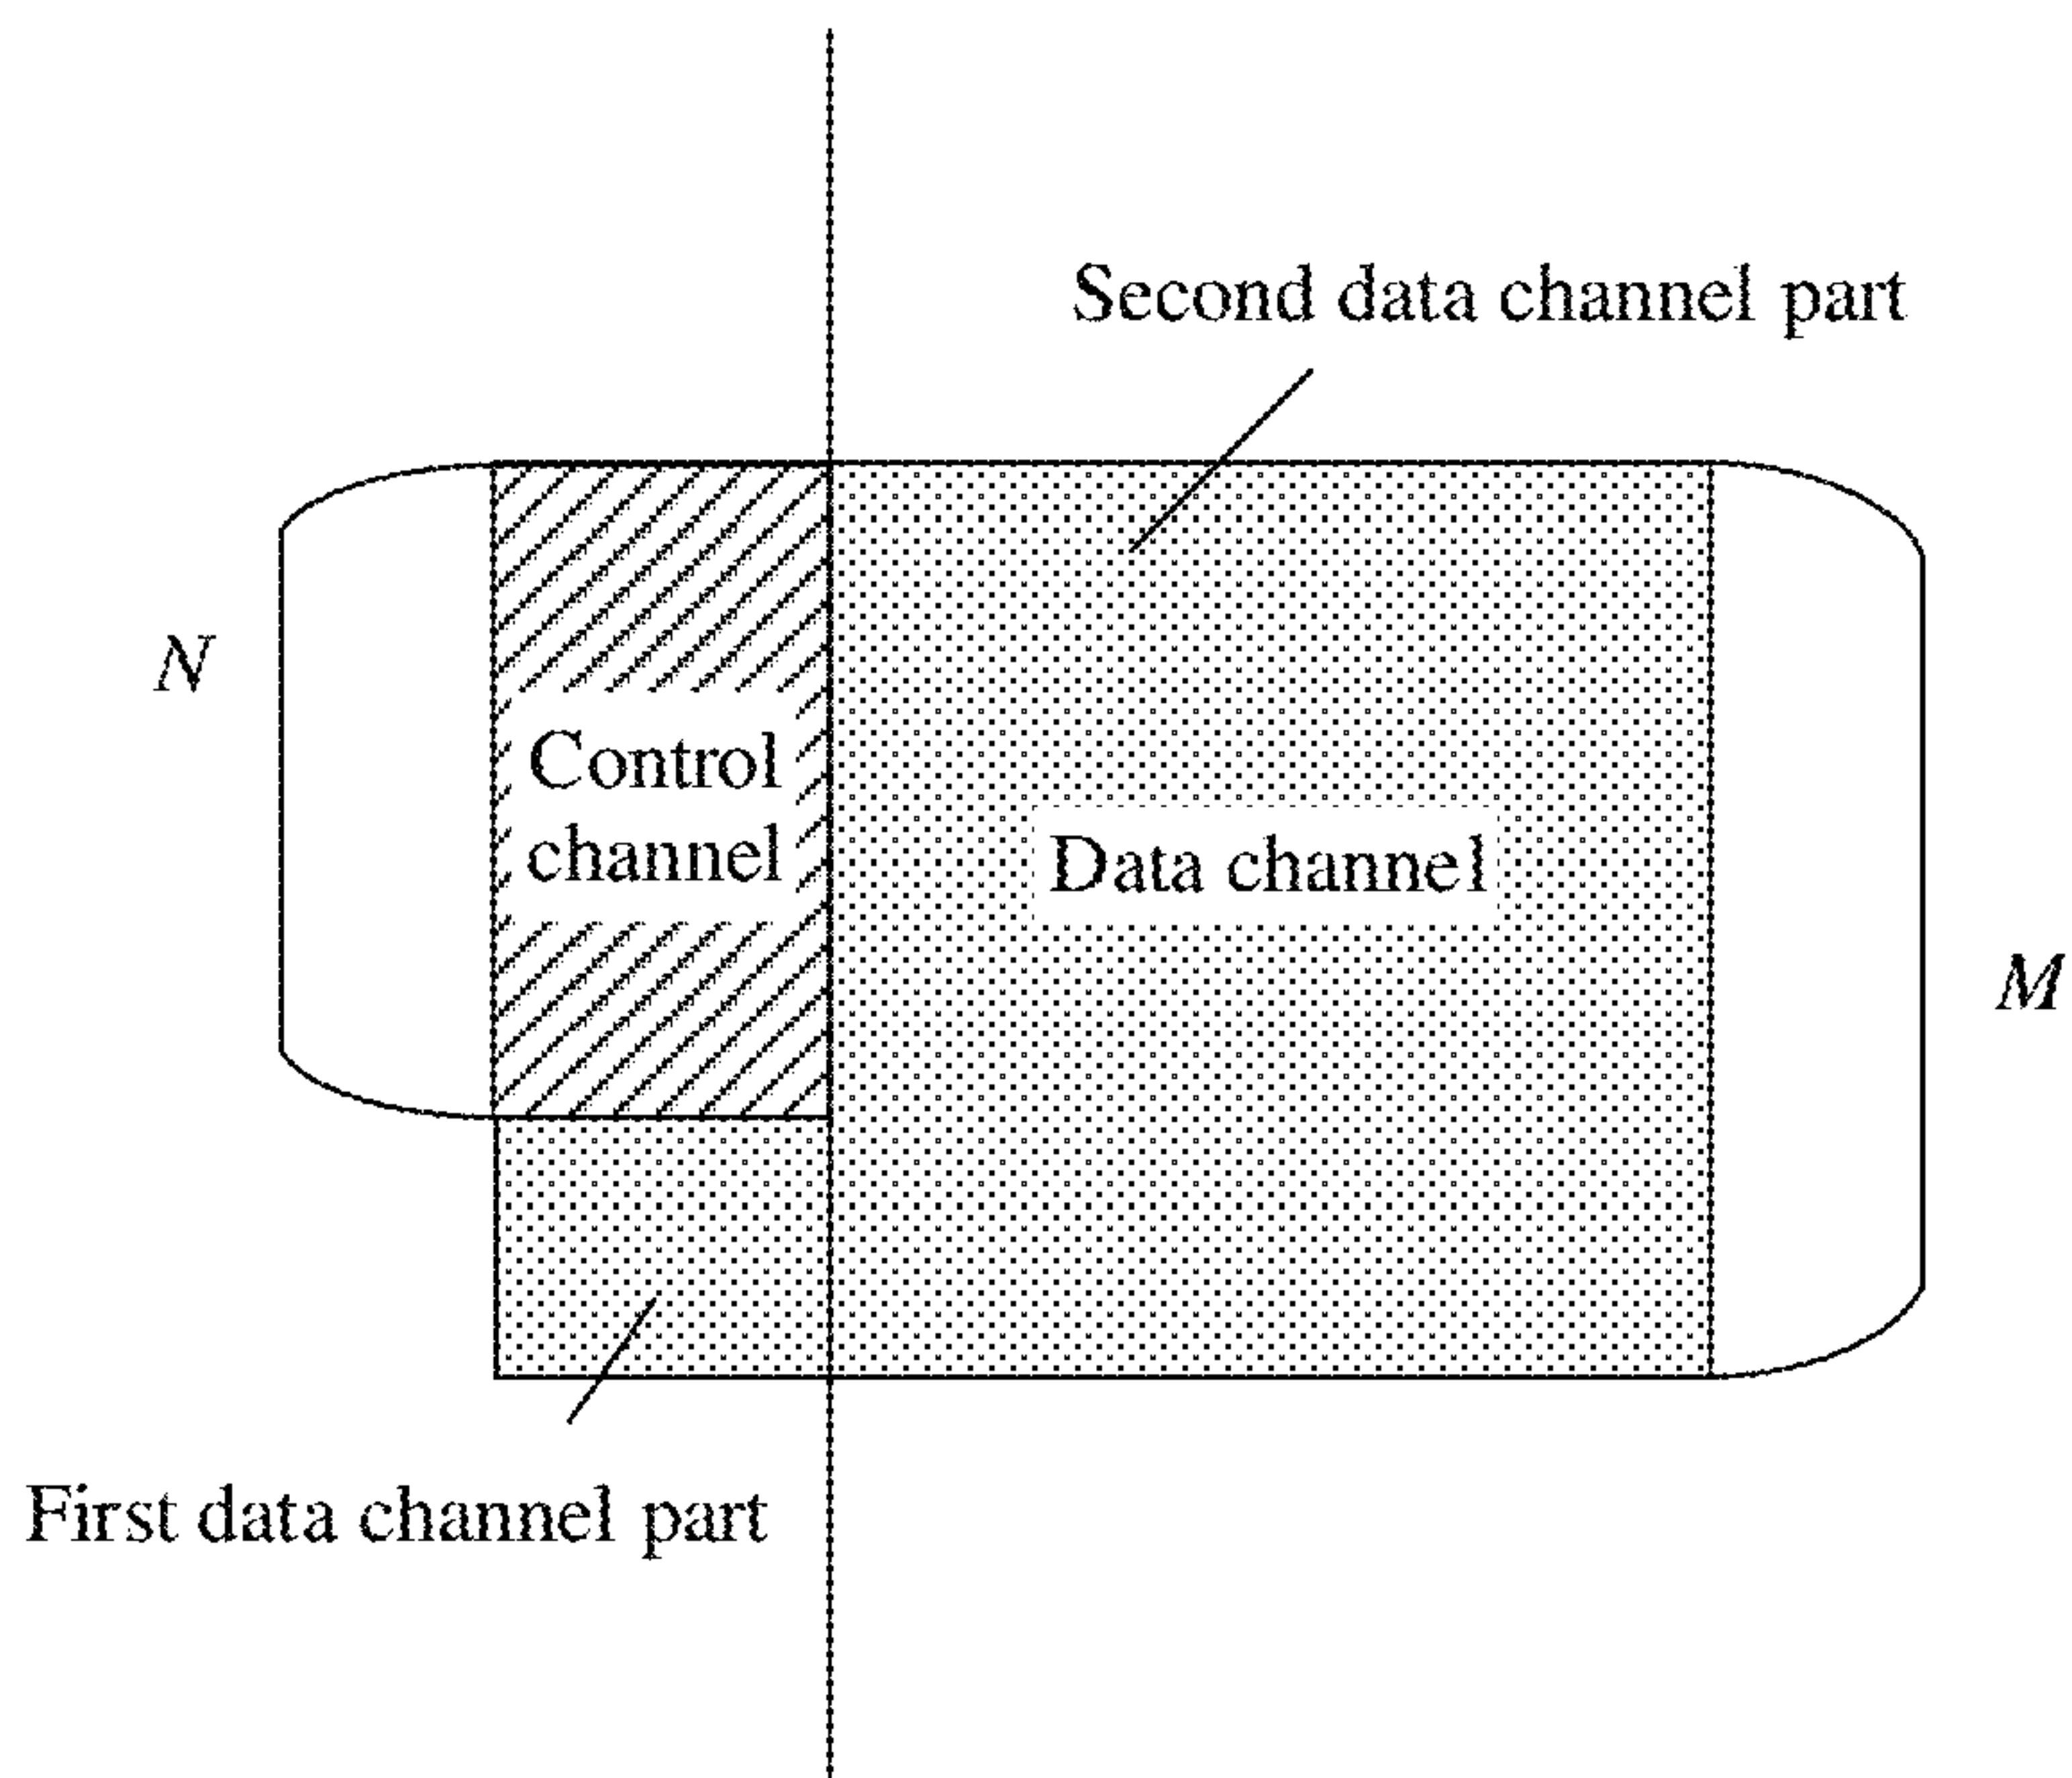 Second data channel part
N
Control
channel
Data channel
M
First data channel part